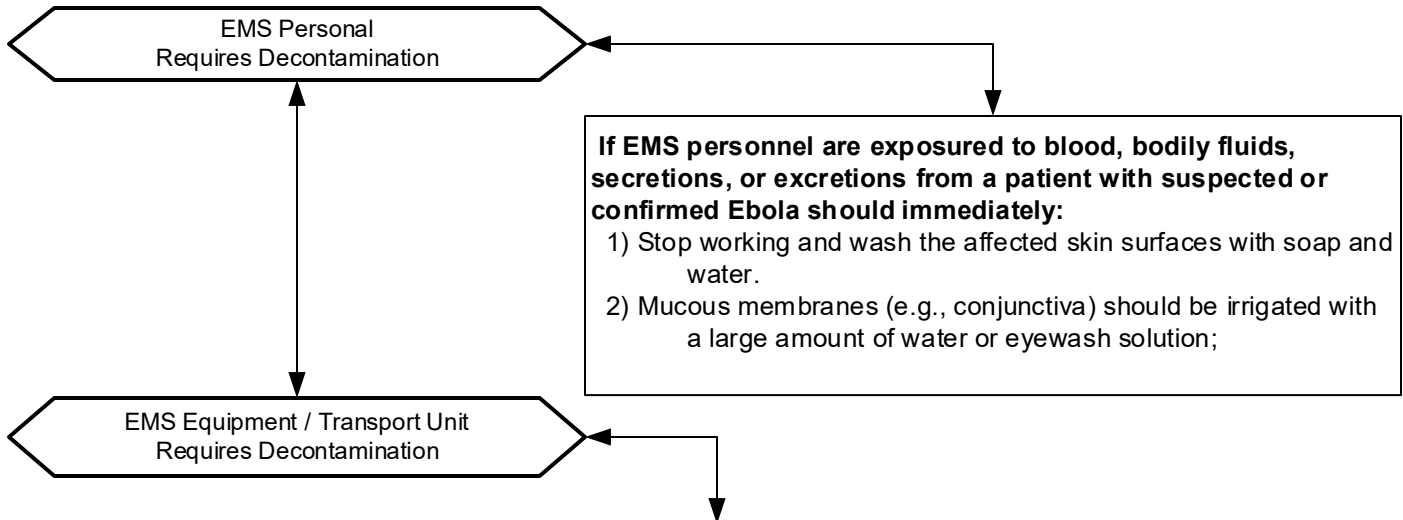 EMS Personal
Requires Decontamination
If EMS personnel are exposed to blood, bodily fluids,
secretions, or excretions from a patient with suspected or
confirmed Ebola should immediately:
1) Stop working and wash the affected skin surfaces with soap and
water.
2) Mucous membranes (e.g., conjunctiva) should be irrigated with
a large amount of water or eyewash solution;
EMS Equipment / Transport Unit
Requires Decontamination